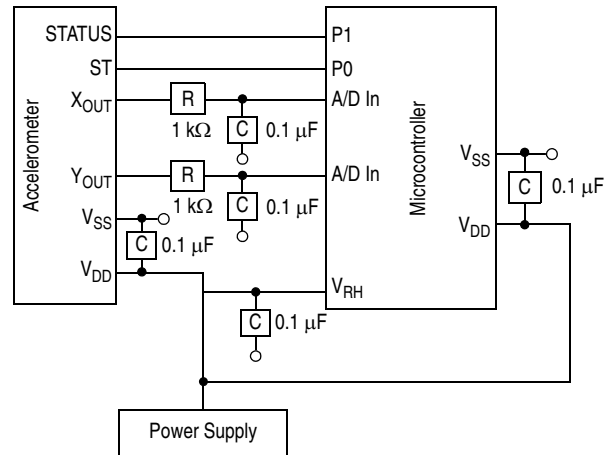 STATUS
P1
ST
P0
X_OUT
R
A/D In
1 kΩ
C
0.1 μF
Y_OUT
R
A/D In
1 kΩ
C
0.1 μF
Accelerometer
Microcontroller
V_SS
C
0.1 μF
V_DD
V_SS
C
0.1 μF
V_DD
V_RH
C
0.1 μF
Power Supply